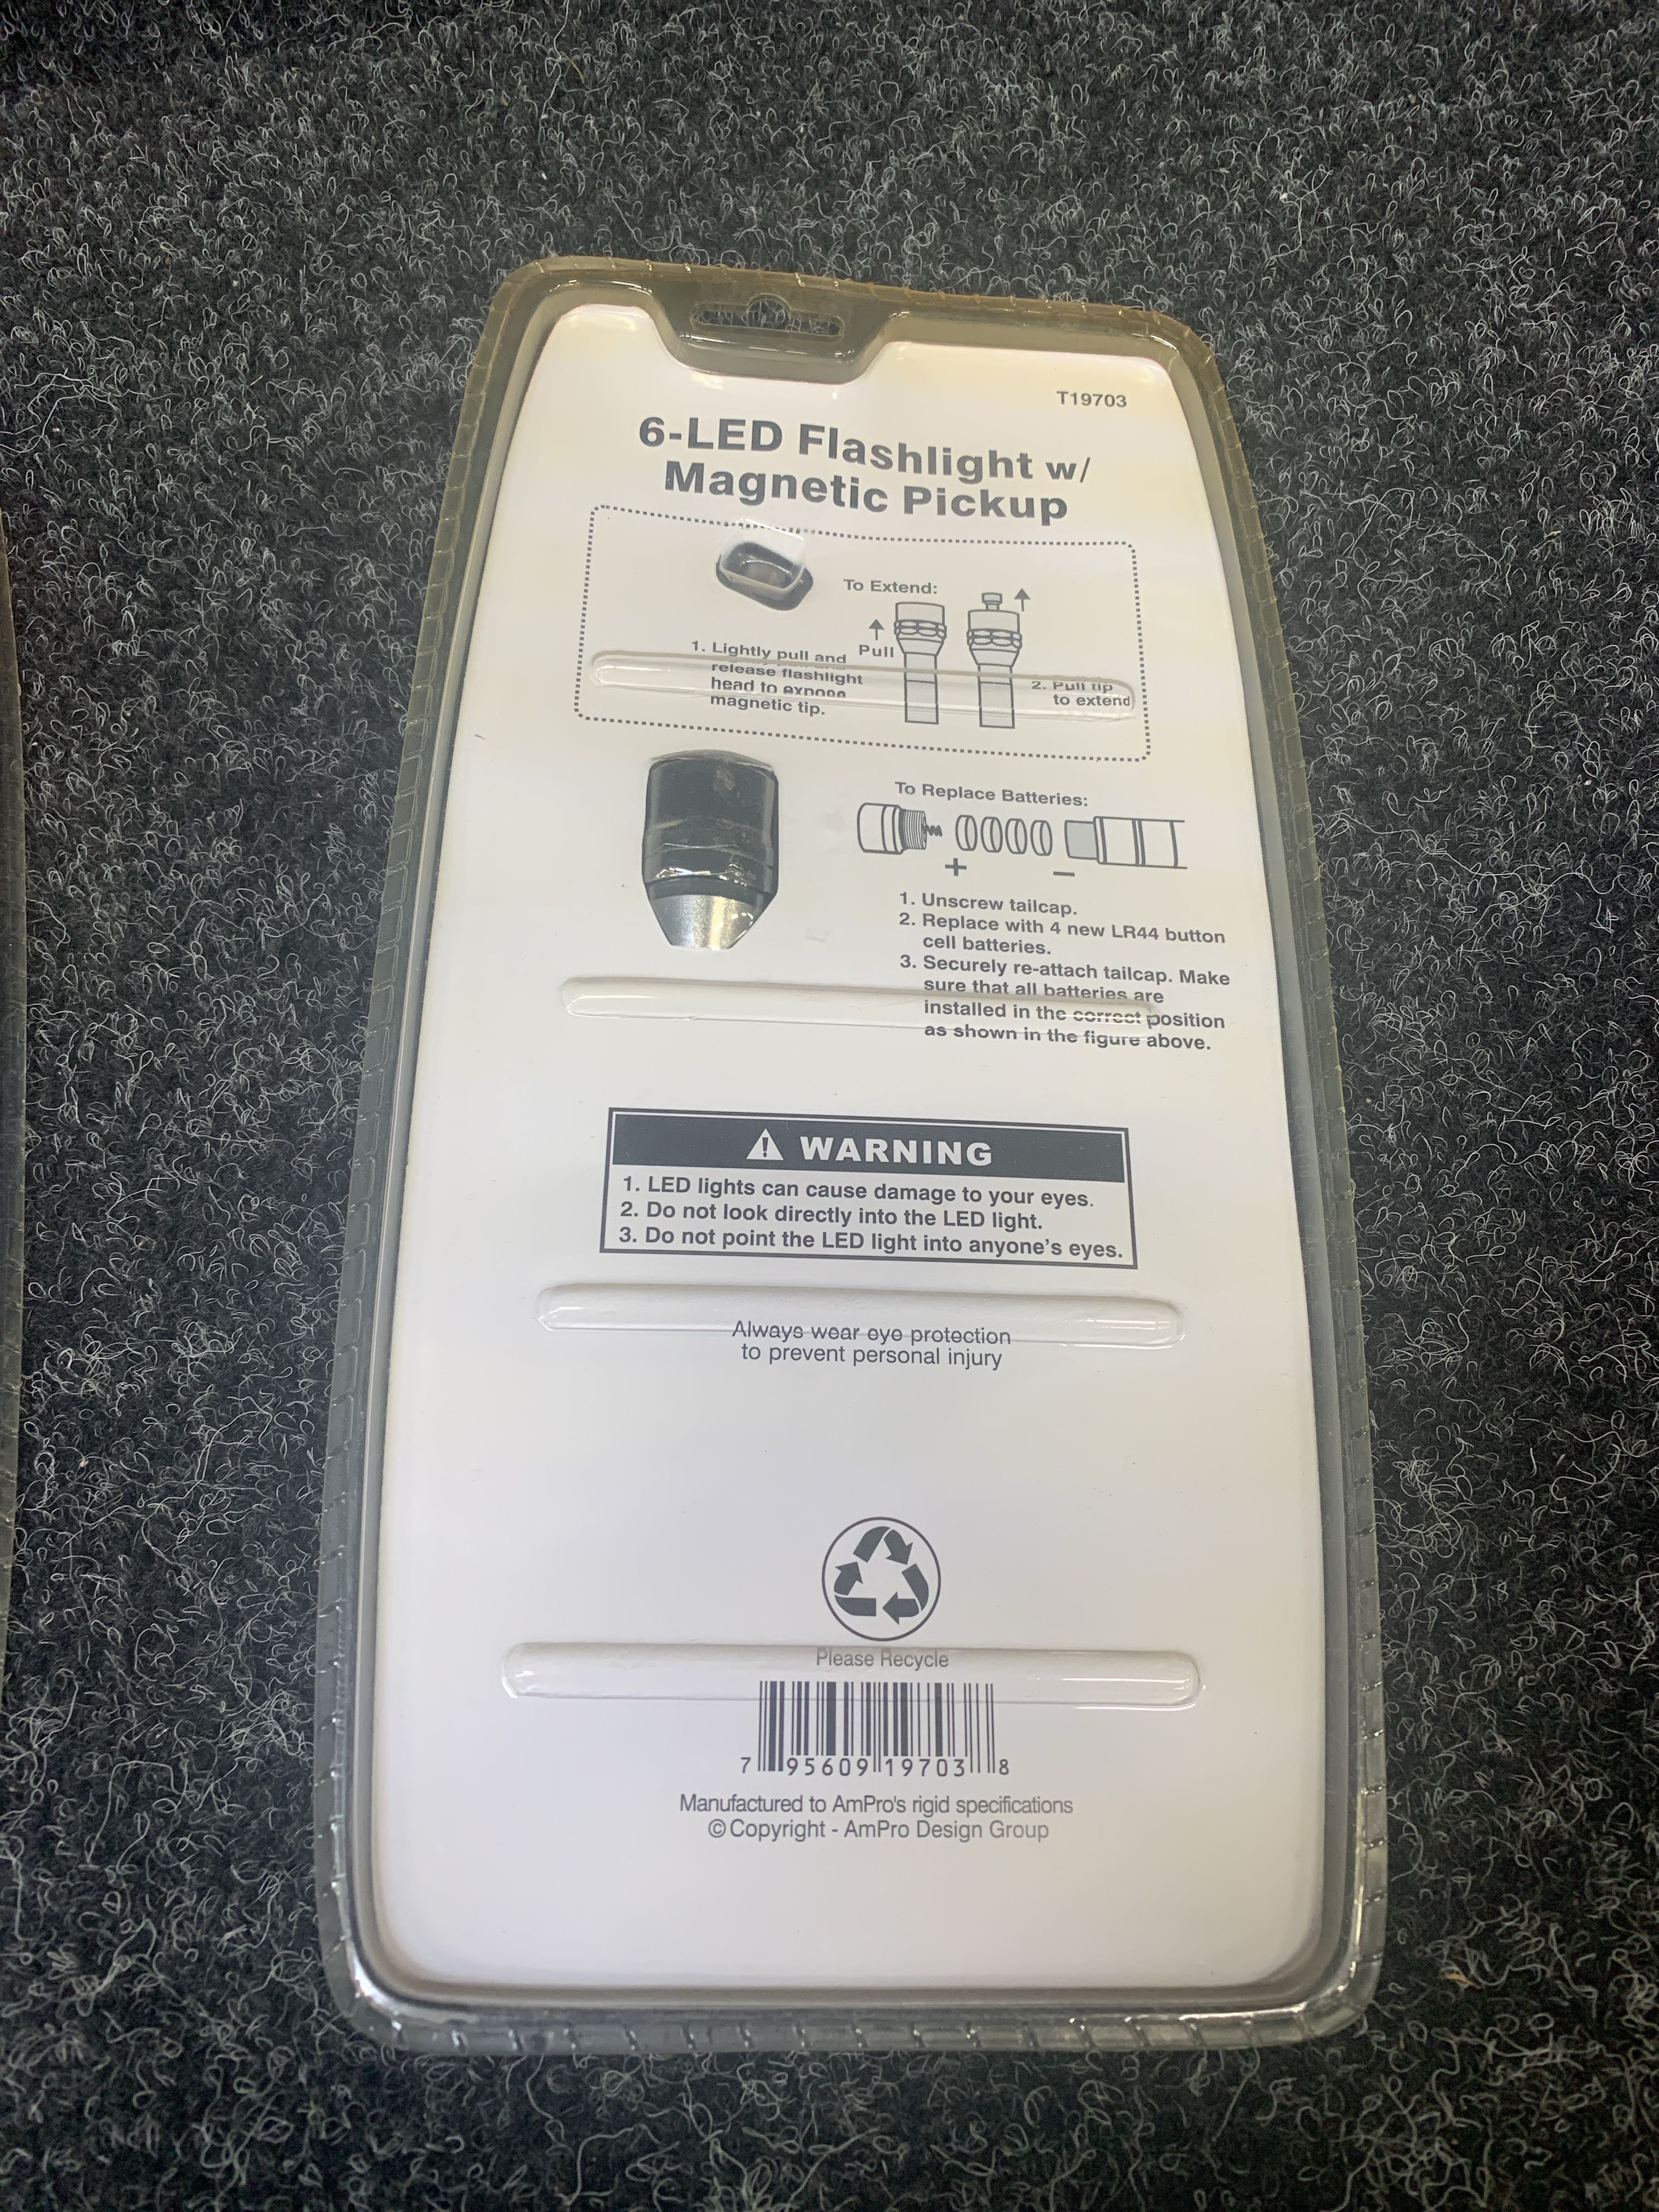 T19703
6-LED Flashlight w/
Magnetic Pickup
To Extend:
Pull
1. Lightly pull and
release flashlight
head to expose
magnetic tip.
2. Pull tip
to extend
To Replace Batteries:
+ −
1. Unscrew tailcap.
2. Replace with 4 new LR44 button
cell batteries.
3. Securely re-attach tailcap. Make
sure that all batteries are
installed in the correct position
as shown in the figure above.
WARNING
1. LED lights can cause damage to your eyes.
2. Do not look directly into the LED light.
3. Do not point the LED light into anyone's eyes.
Always wear eye protection
to prevent personal injury
Please Recycle
7 95609 19703 8
Manufactured to AmPro's rigid specifications
© Copyright - AmPro Design Group